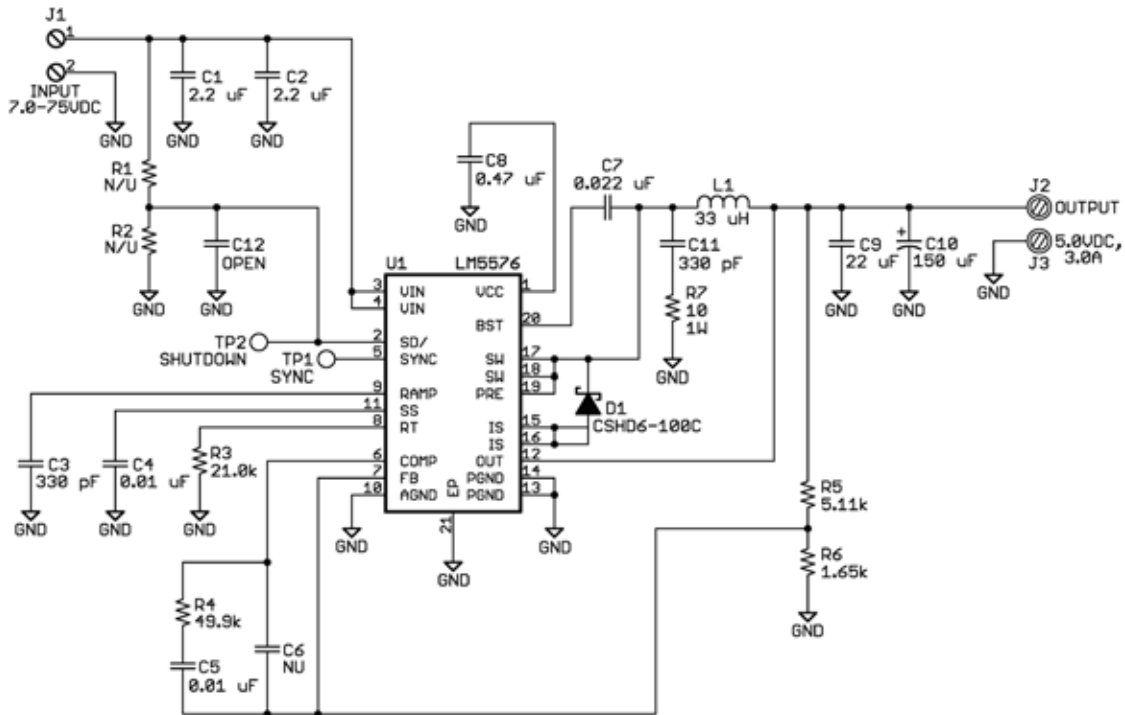 J1
1
2
INPUT
7.0-75VDC
GND
C1
2.2 uF
GND
C2
2.2 uF
GND
R1
N/U
R2
N/U
GND
C12
OPEN
GND
TP2
SHUTDOWN
TP1
SYNC
C8
0.47 uF
GND
C7
0.022 uF
L1
33 uH
C11
330 pF
R7
10
1W
GND
J2
OUTPUT
5.0VDC,
3.0A
J3
GND
C9
22 uF
GND
C10
+
150 uF
GND
U1
LM5576
3 VIN
4 VIN
2 SD/
5 SYNC
9 RAMP
11 SS
8 RT
6 COMP
7 FB
10 AGND
EP
21
VCC 1
BST 20
SW 17
SW 18
PRE 19
IS 15
IS 16
OUT 12
PGND 14
PGND 13
D1
CSHD6-100C
C3
330 pF
GND
C4
0.01 uF
GND
R3
21.0k
GND
GND
GND
GND
R5
5.11k
R6
1.65k
GND
R4
49.9k
C5
0.01 uF
C6
NU